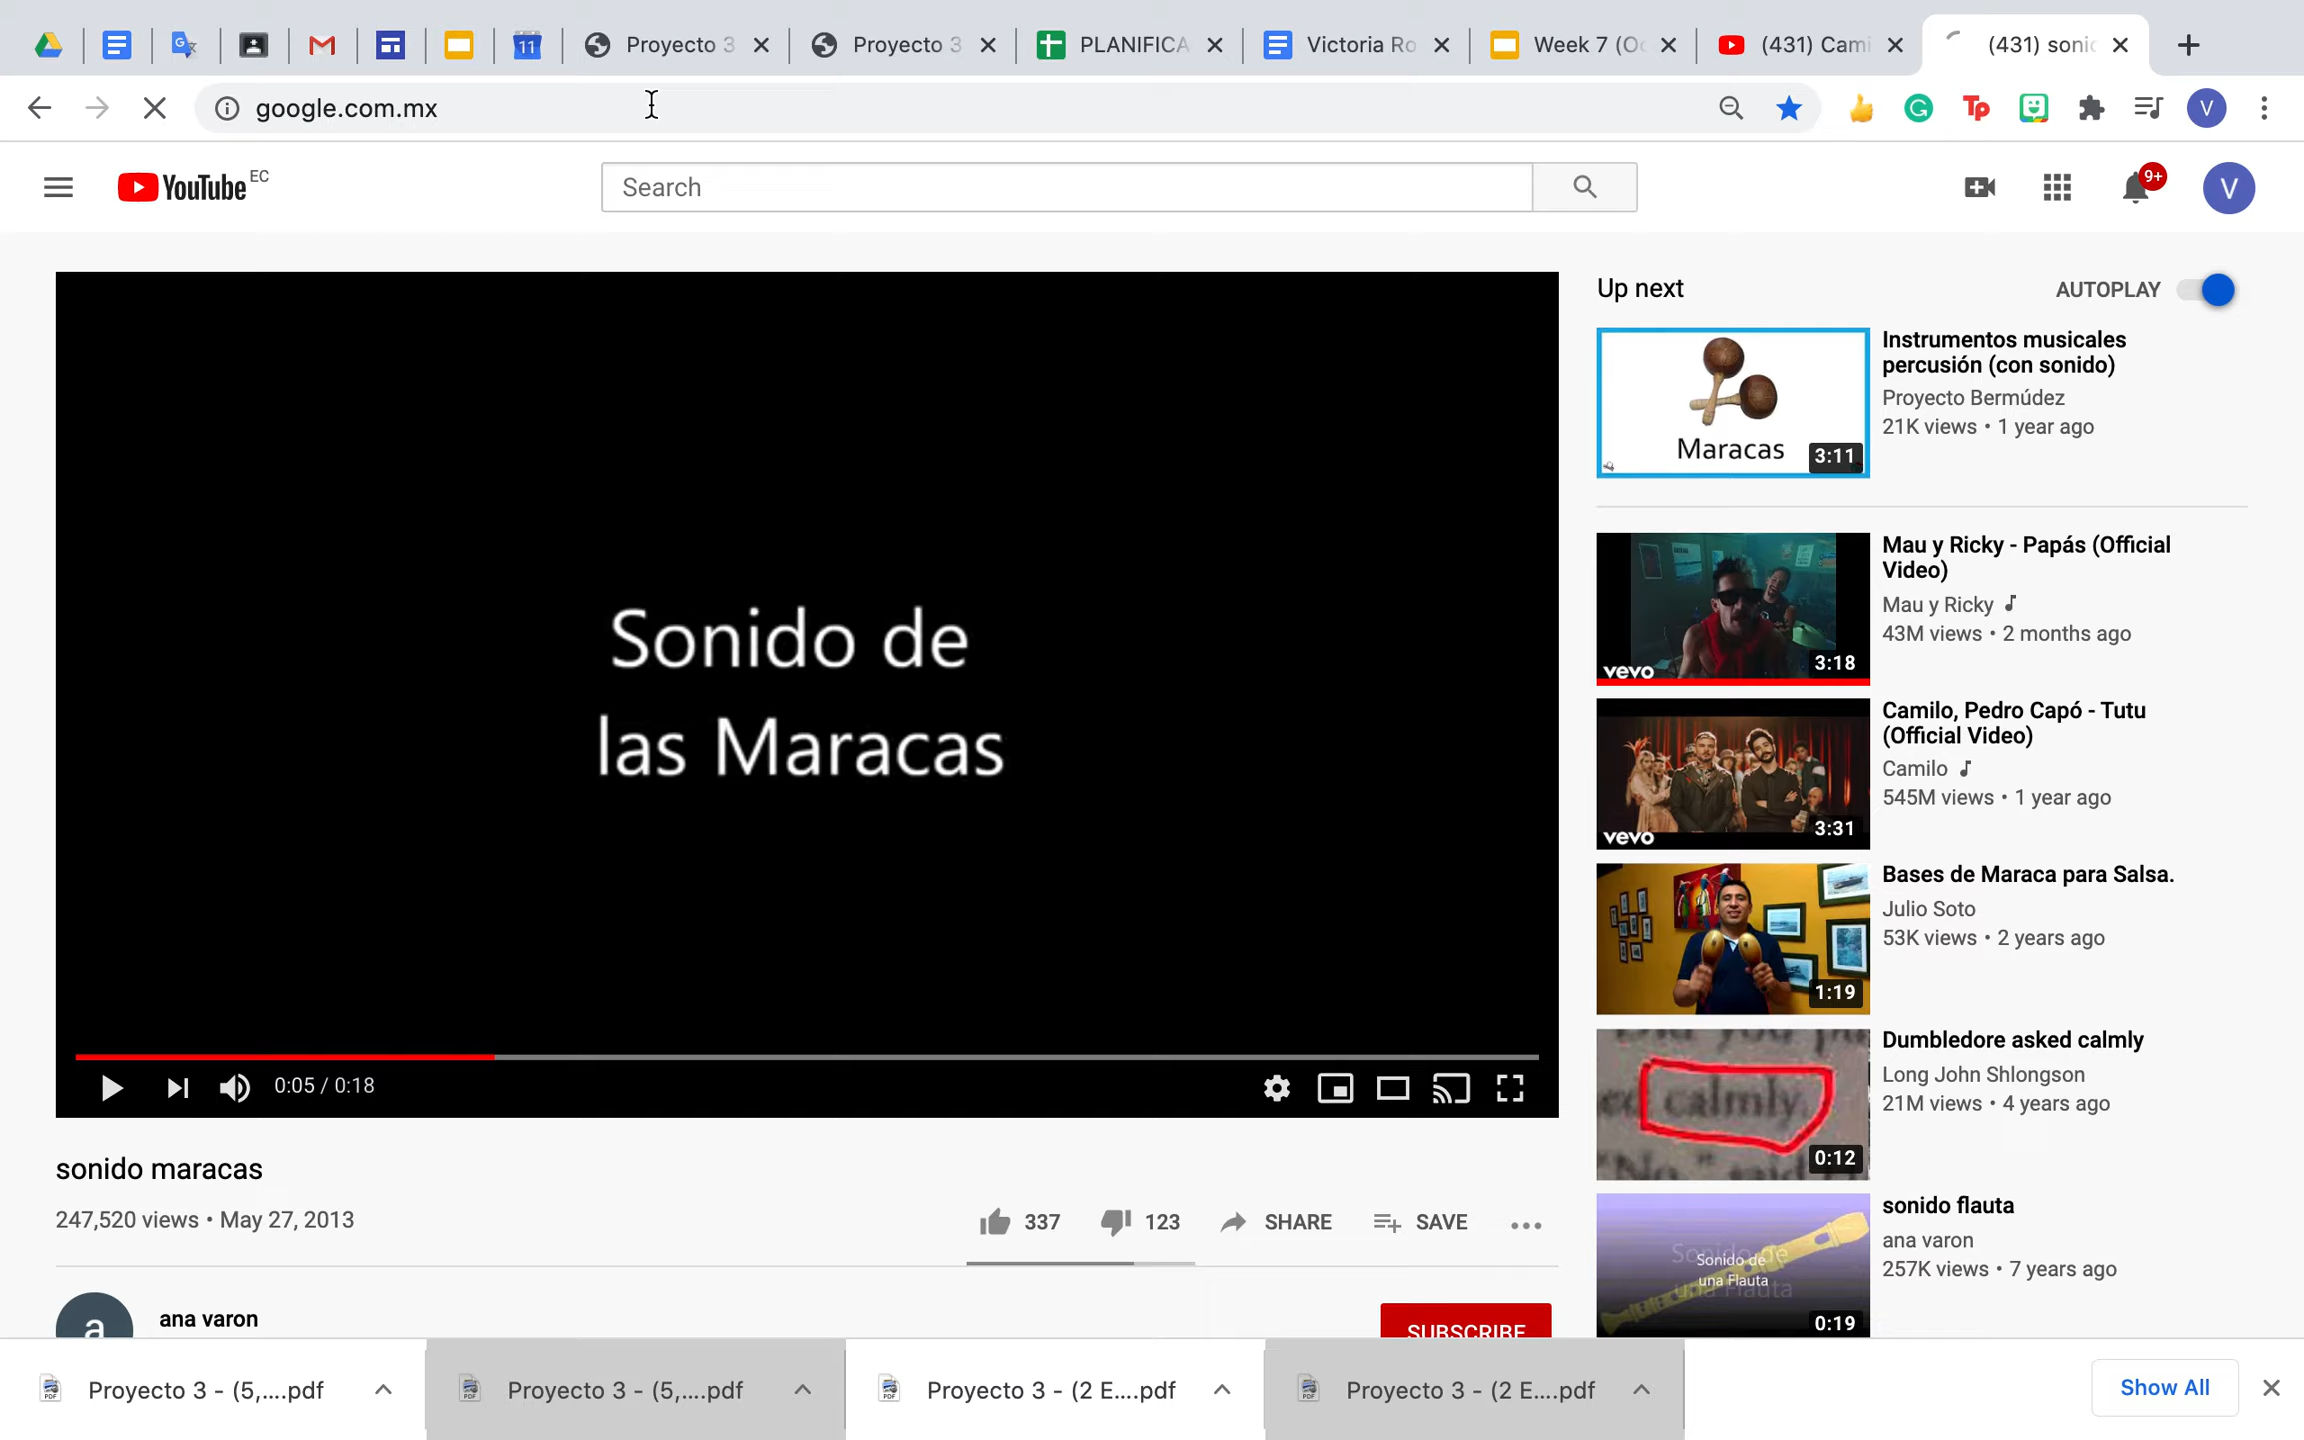 11
Proyecto 3
Proyecto 3
PLANIFICA
Victoria Ro
Week 7 (Oc
(431) Cami
(431) sonic
google.com.mx
V
YouTube EC
Search
9+
V
Sonido de
las Maracas
0:05 / 0:18
sonido maracas
247,520 views • May 27, 2013
337
123
SHARE
SAVE
a
ana varon
SUBSCRIBE
Up next
AUTOPLAY
Maracas
3:11
Instrumentos musicales
percusión (con sonido)
Proyecto Bermúdez
21K views • 1 year ago
vevo
3:18
Mau y Ricky - Papás (Official
Video)
Mau y Ricky
43M views • 2 months ago
vevo
3:31
Camilo, Pedro Capó - Tutu
(Official Video)
Camilo
545M views • 1 year ago
1:19
Bases de Maraca para Salsa.
Julio Soto
53K views • 2 years ago
calmly.
0:12
Dumbledore asked calmly
Long John Shlongson
21M views • 4 years ago
Sonido de
una Flauta
0:19
sonido flauta
ana varon
257K views • 7 years ago
Proyecto 3 - (5,....pdf
Proyecto 3 - (5,....pdf
Proyecto 3 - (2 E....pdf
Proyecto 3 - (2 E....pdf
Show All